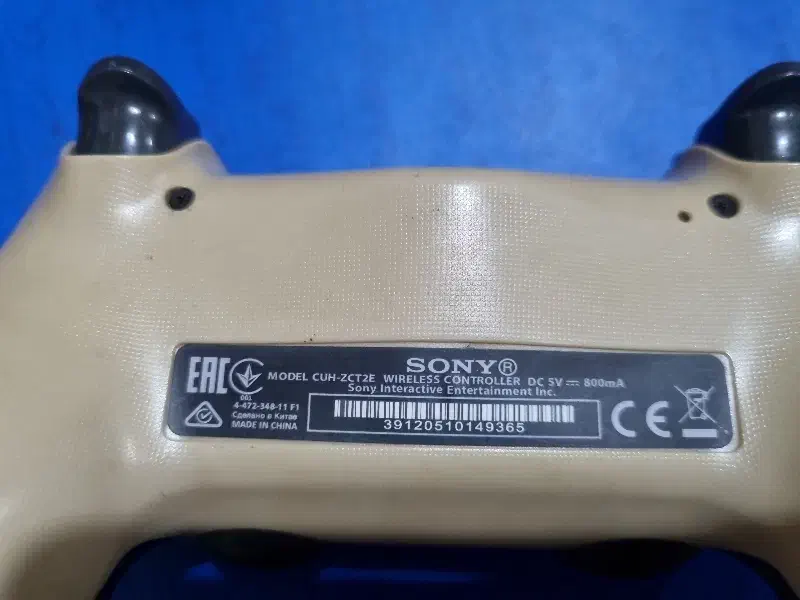 EAC
SONY®
MODEL CUH-ZCT2E WIRELESS CONTROLLER DC 5V ⎓ 800mA
Sony Interactive Entertainment Inc.
001
4-472-348-11 F1
Сделано в Китае
MADE IN CHINA
39120510149365
CE